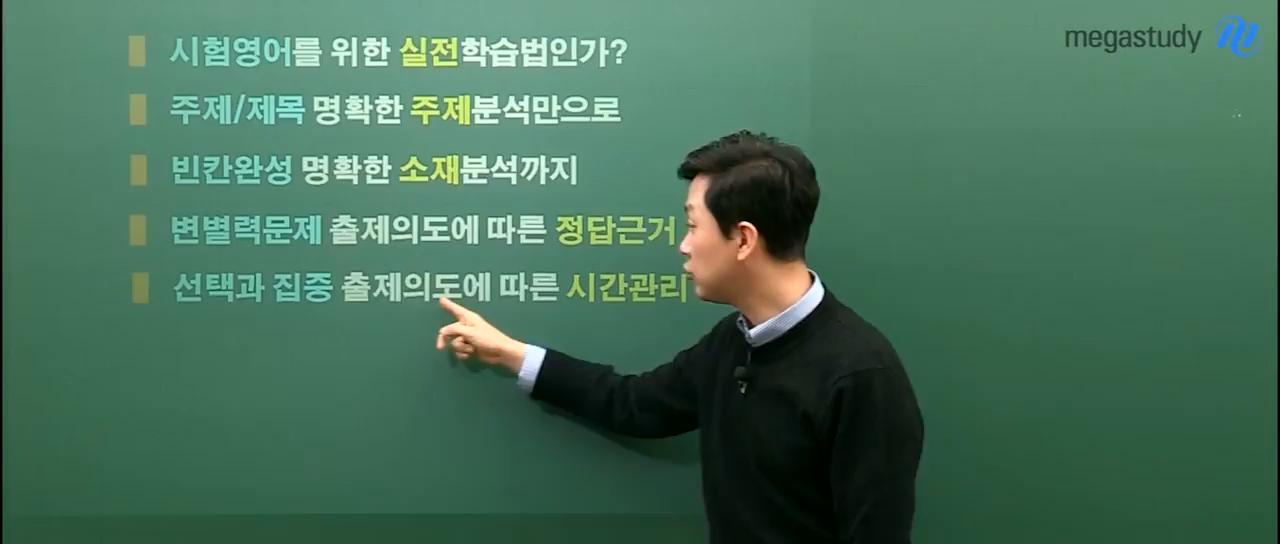 megastudy
시험영어를 위한 실전학습법인가?
주제/제목 명확한 주제분석만으로
빈칸완성 명확한 소재분석까지
변별력문제 출제의도에 따른 정답근거
선택과 집중 출제의도에 따른 시간관리